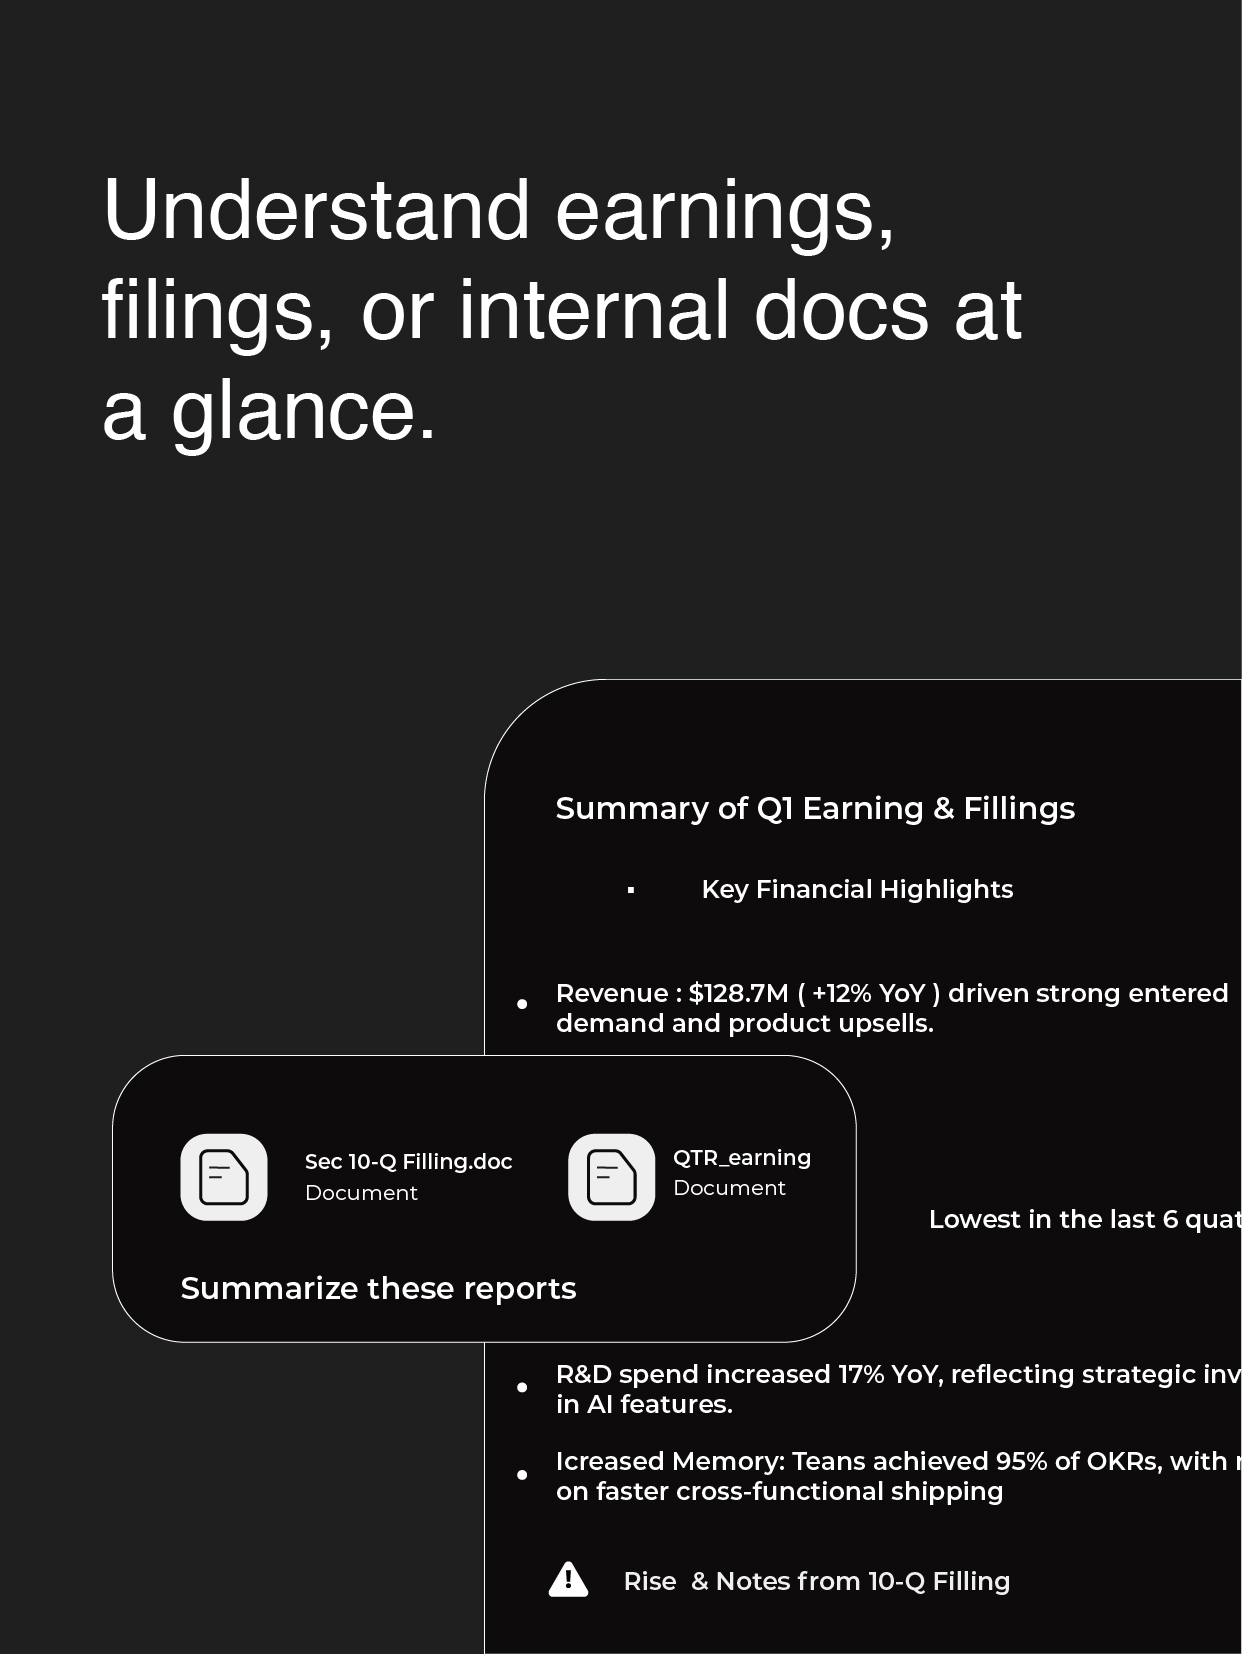 Understand earnings,
filings, or internal docs at
a glance.
Summary of Q1 Earning & Fillings
Key Financial Highlights
Revenue : $128.7M ( +12% YoY ) driven strong entered
demand and product upsells.
Sec 10-Q Filling.doc
Document
QTR_earning
Document
Summarize these reports
Lowest in the last 6 quat
R&D spend increased 17% YoY, reflecting strategic inv
in AI features.
Icreased Memory: Teans achieved 95% of OKRs, with
on faster cross-functional shipping
Rise & Notes from 10-Q Filling